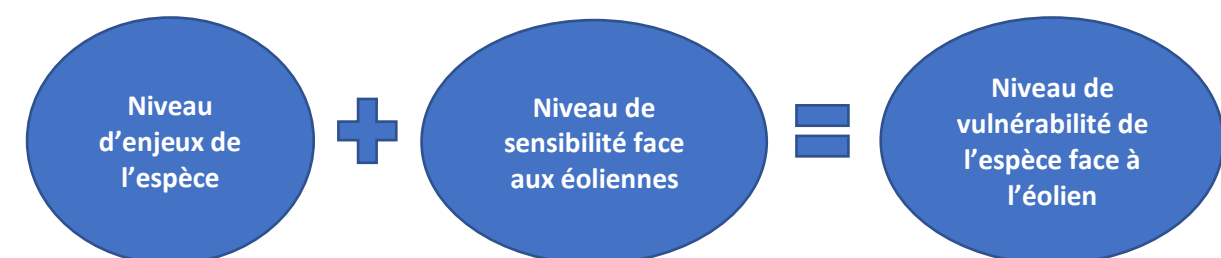 Niveau
d’enjeux de
l’espèce
Niveau de
sensibilité face
aux éoliennes
Niveau de
vulnérabilité de
l’espèce face à
l’éolien